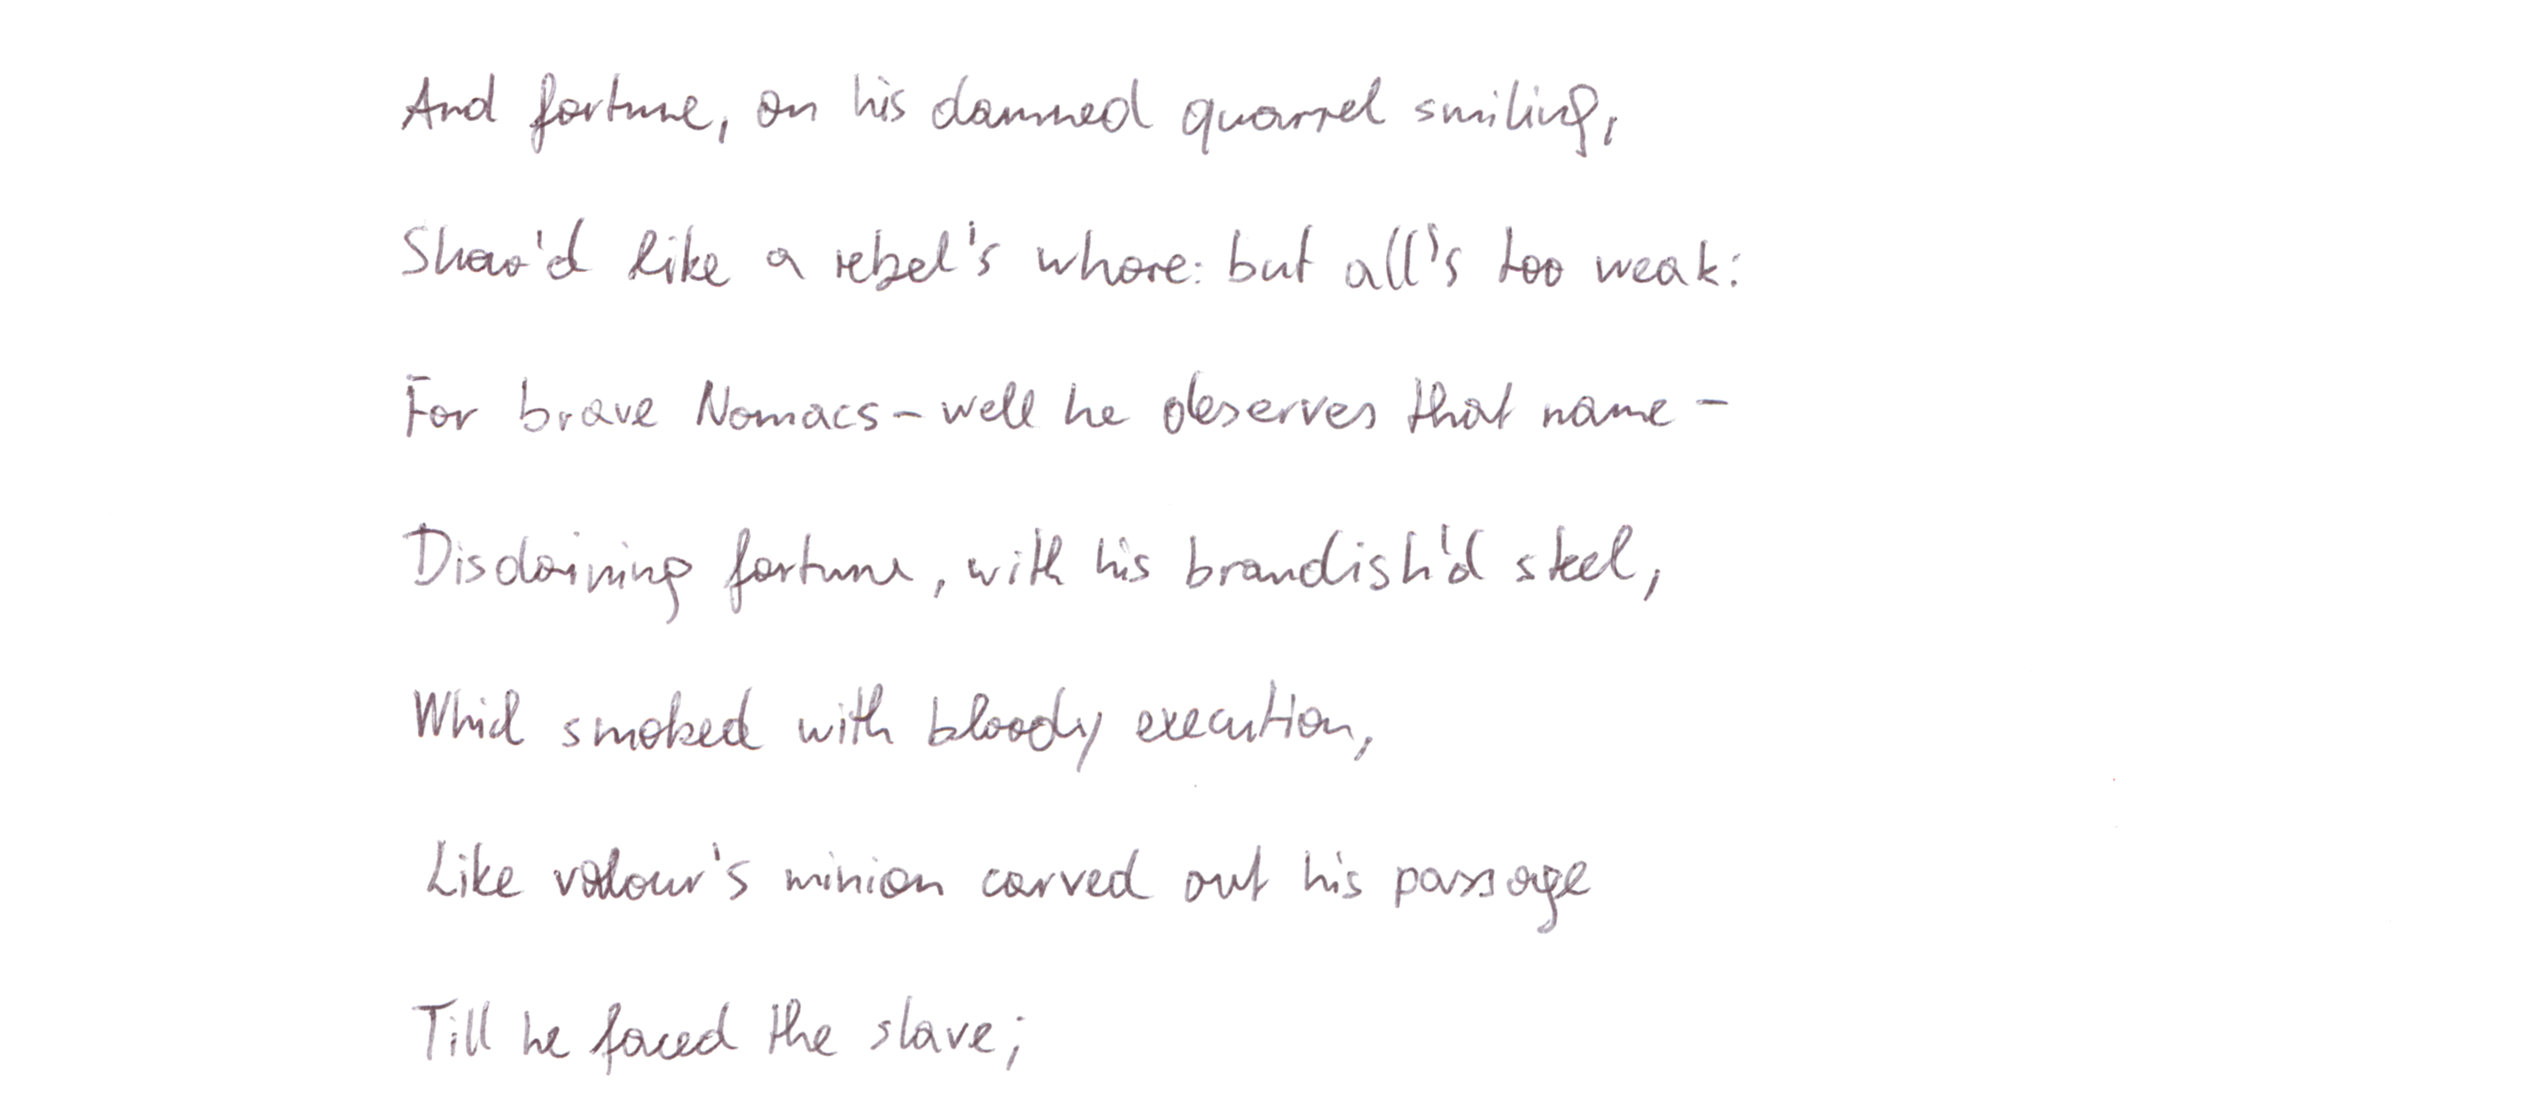 And fortune, on his damned quarrel smiling,
Show'd like a rebel's whore: but all's too weak:
For brave Nomacs - well he deserves that name -
Disdaining fortune, with his brandish'd steel,
Which smoked with bloody execution,
Like valour's minion carved out his passage
Till he faced the slave;